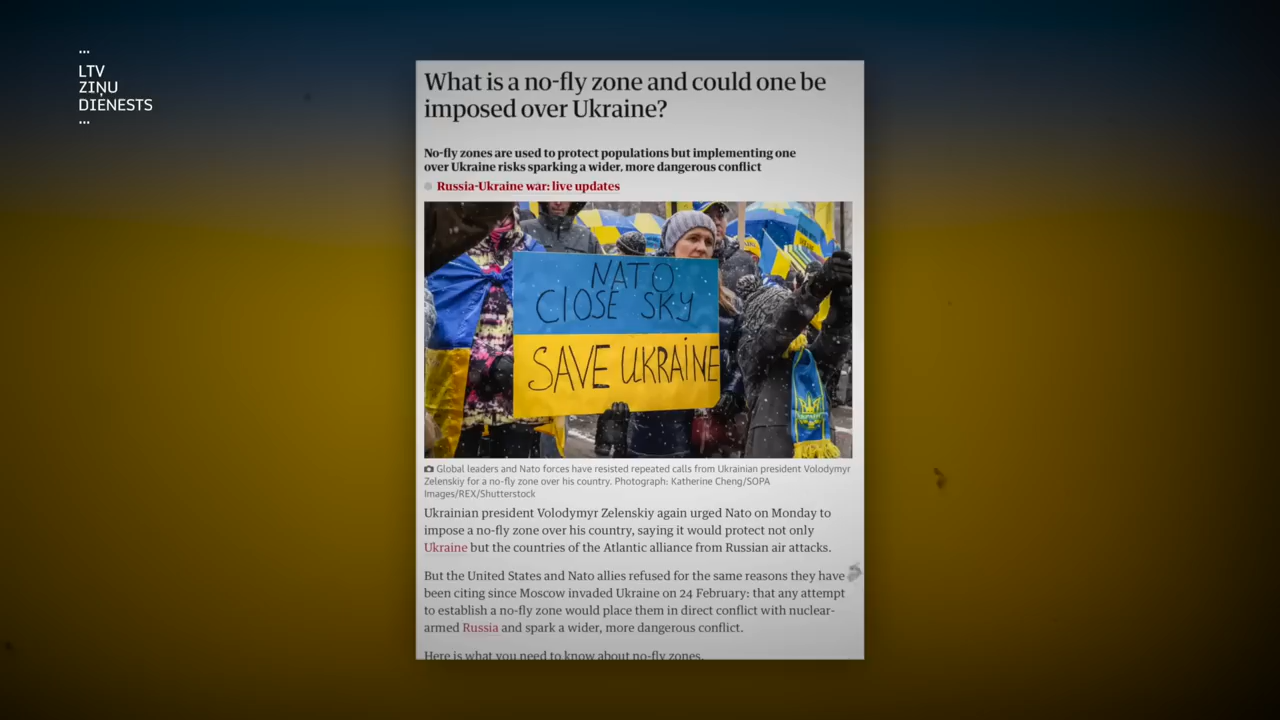 ...
LTV
ZIŅU
DIENESTS
...
What is a no-fly zone and could one be
imposed over Ukraine?
No-fly zones are used to protect populations but implementing one
over Ukraine risks sparking a wider, more dangerous conflict
Russia-Ukraine war: live updates
NATO
ClOSE SKY
SAVE UKRAINE
Global leaders and Nato forces have resisted repeated calls from Ukrainian president Volodymyr
Zelenskiy for a no-fly zone over his country. Photograph: Katherine Cheng/SOPA
Images/REX/Shutterstock
Ukrainian president Volodymyr Zelenskiy again urged Nato on Monday to
impose a no-fly zone over his country, saying it would protect not only
Ukraine but the countries of the Atlantic alliance from Russian air attacks.
But the United States and Nato allies refused for the same reasons they have
been citing since Moscow invaded Ukraine on 24 February: that any attempt
to establish a no-fly zone would place them in direct conflict with nuclear-
armed Russia and spark a wider, more dangerous conflict.
Here is what you need to know about no-fly zones.